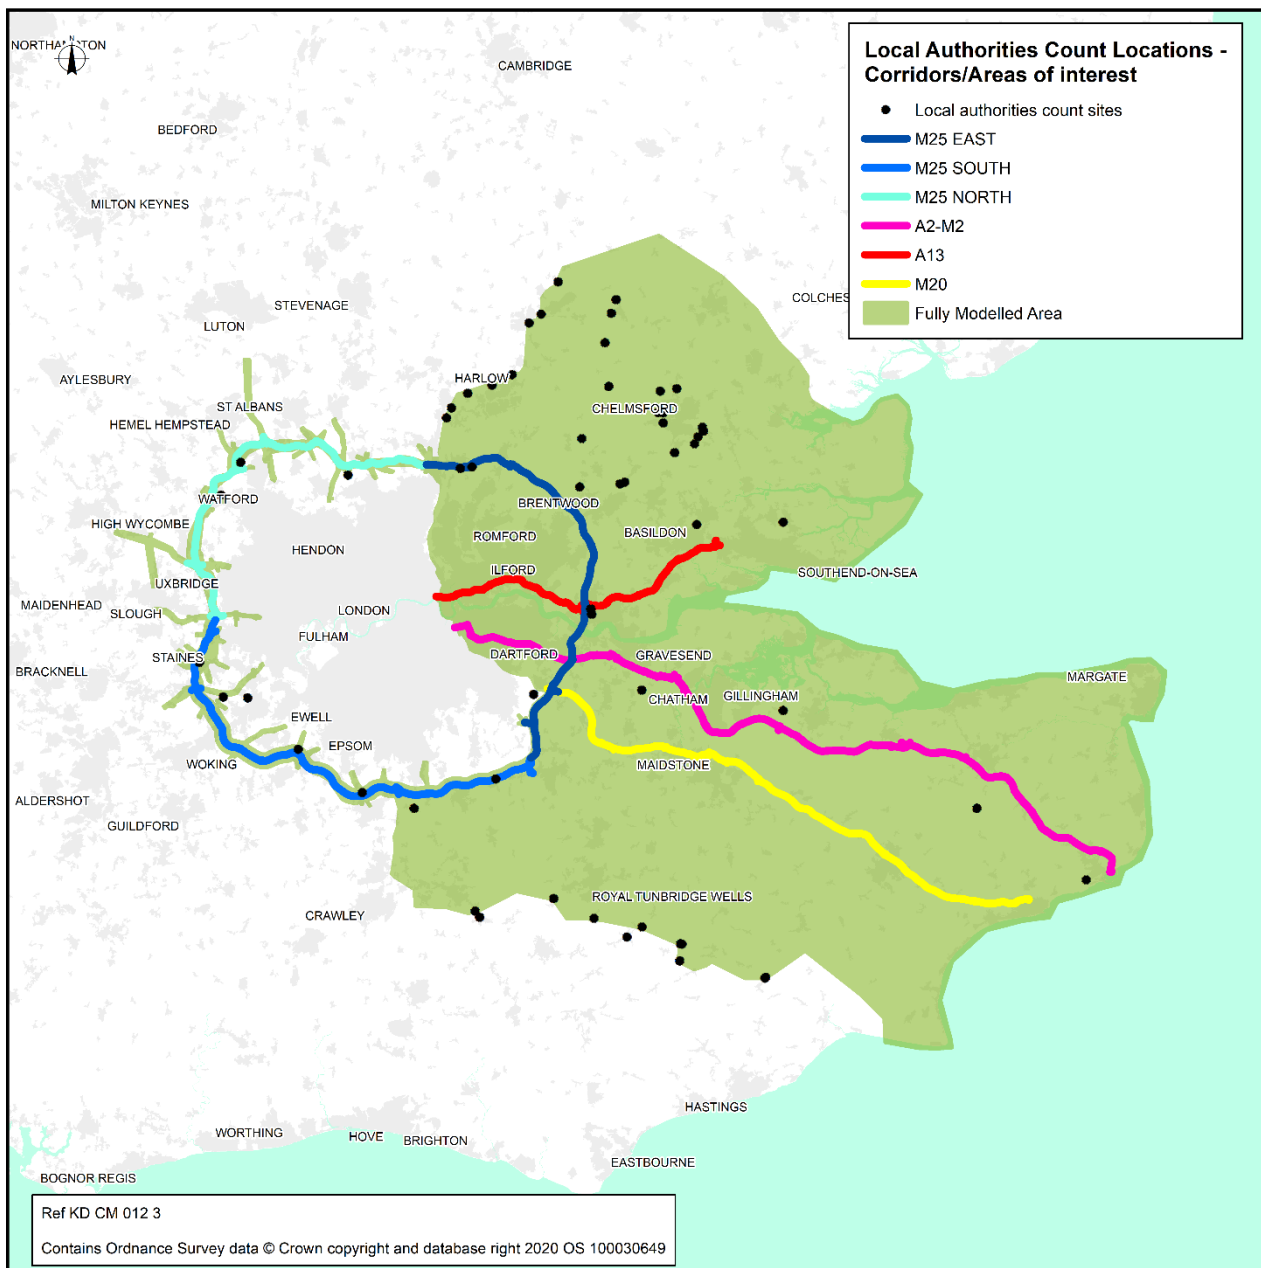 Local Authorities Count Locations -
Corridors/Areas of interest
Local authorities count sites
M25 EAST
M25 SOUTH
M25 NORTH
A2-M2
A13
M20
Fully Modelled Area
N
NORTHAMPTON
CAMBRIDGE
BEDFORD
MILTON KEYNES
COLCHES
STEVENAGE
LUTON
AYLESBURY
HARLOW
ST ALBANS
CHELMSFORD
HEMEL HEMPSTEAD
WATFORD
BRENTWOOD
HIGH WYCOMBE
BASILDON
ROMFORD
HENDON
ILFORD
SOUTHEND-ON-SEA
UXBRIDGE
MAIDENHEAD
SLOUGH
LONDON
FULHAM
STAINES
DARTFORD
GRAVESEND
BRACKNELL
MARGATE
CHATHAM
GILLINGHAM
EWELL
EPSOM
WOKING
MAIDSTONE
ALDERSHOT
GUILDFORD
ROYAL TUNBRIDGE WELLS
CRAWLEY
HASTINGS
WORTHING
HOVE
BRIGHTON
EASTBOURNE
BOGNOR REGIS
Ref KD CM 012 3
Contains Ordnance Survey data © Crown copyright and database right 2020 OS 100030649